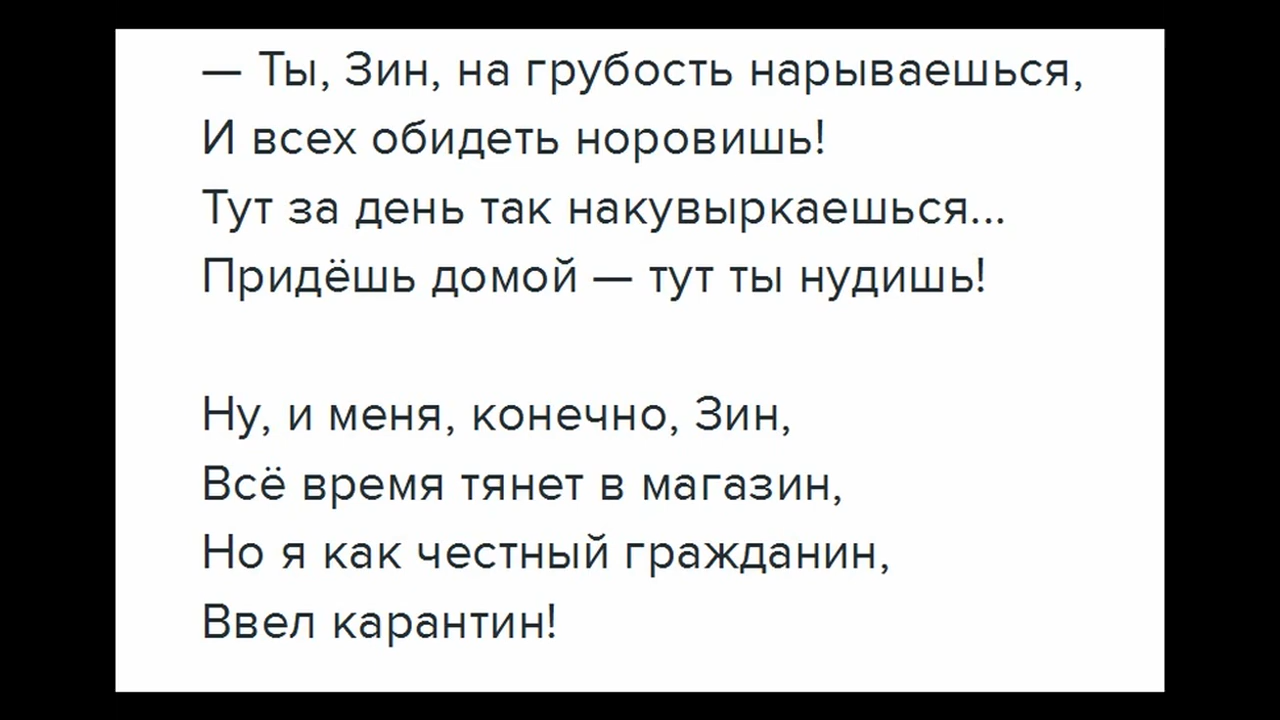 — Ты, Зин, на грубость нарываешься,
И всех обидеть норовишь!
Тут за день так накувыркаешься...
Придёшь домой — тут ты нудишь!
Ну, и меня, конечно, Зин,
Всё время тянет в магазин,
Но я как честный гражданин,
Ввел карантин!